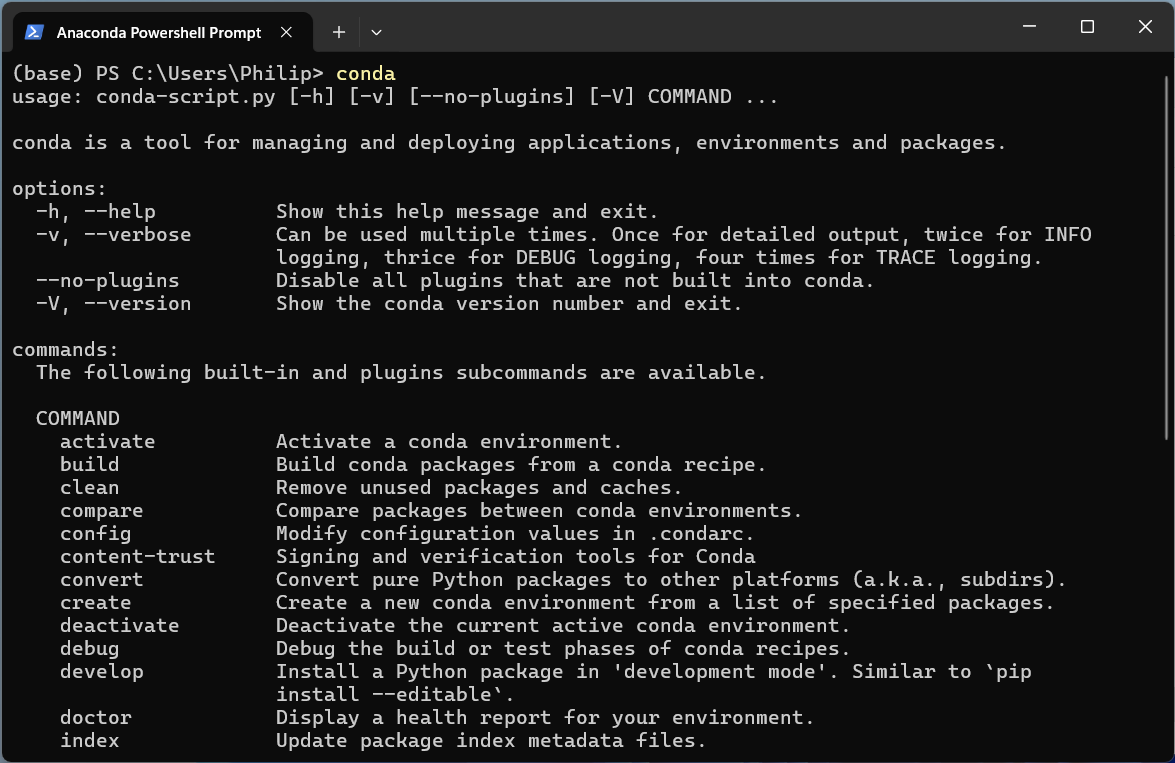 Anaconda Powershell Prompt
(base) PS C:\Users\Philip> conda
usage: conda-script.py [-h] [-v] [--no-plugins] [-V] COMMAND ...
conda is a tool for managing and deploying applications, environments and packages.
options:
-h, --help Show this help message and exit.
-v, --verbose Can be used multiple times. Once for detailed output, twice for INFO
logging, thrice for DEBUG logging, four times for TRACE logging.
--no-plugins Disable all plugins that are not built into conda.
-V, --version Show the conda version number and exit.
commands:
The following built-in and plugins subcommands are available.
COMMAND
activate Activate a conda environment.
build Build conda packages from a conda recipe.
clean Remove unused packages and caches.
compare Compare packages between conda environments.
config Modify configuration values in .condarc.
content-trust Signing and verification tools for Conda
convert Convert pure Python packages to other platforms (a.k.a., subdirs).
create Create a new conda environment from a list of specified packages.
deactivate Deactivate the current active conda environment.
debug Debug the build or test phases of conda recipes.
develop Install a Python package in 'development mode'. Similar to `pip
install --editable`.
doctor Display a health report for your environment.
index Update package index metadata files.